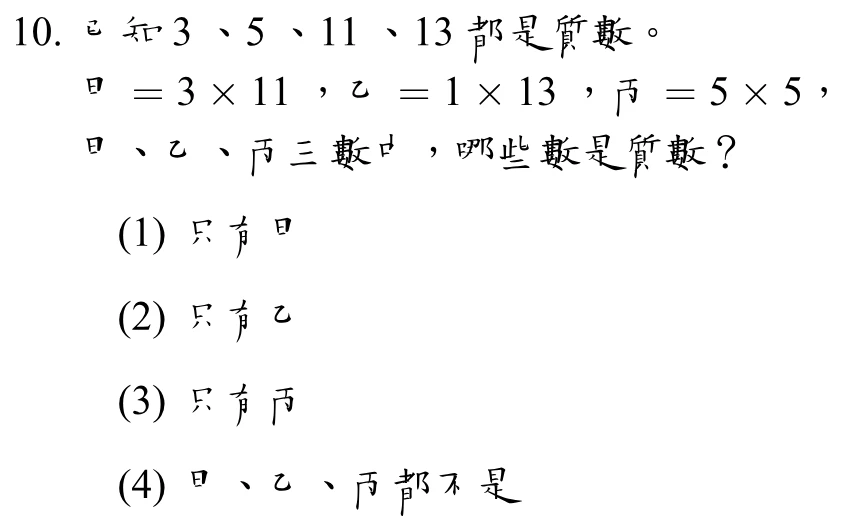 10. 已知 3、5、11、13 都是質數。
甲 = 3 × 11，乙 = 1 × 13，丙 = 5 × 5，
甲、乙、丙三數中，哪些數是質數？
(1) 只有甲
(2) 只有乙
(3) 只有丙
(4) 甲、乙、丙都不是